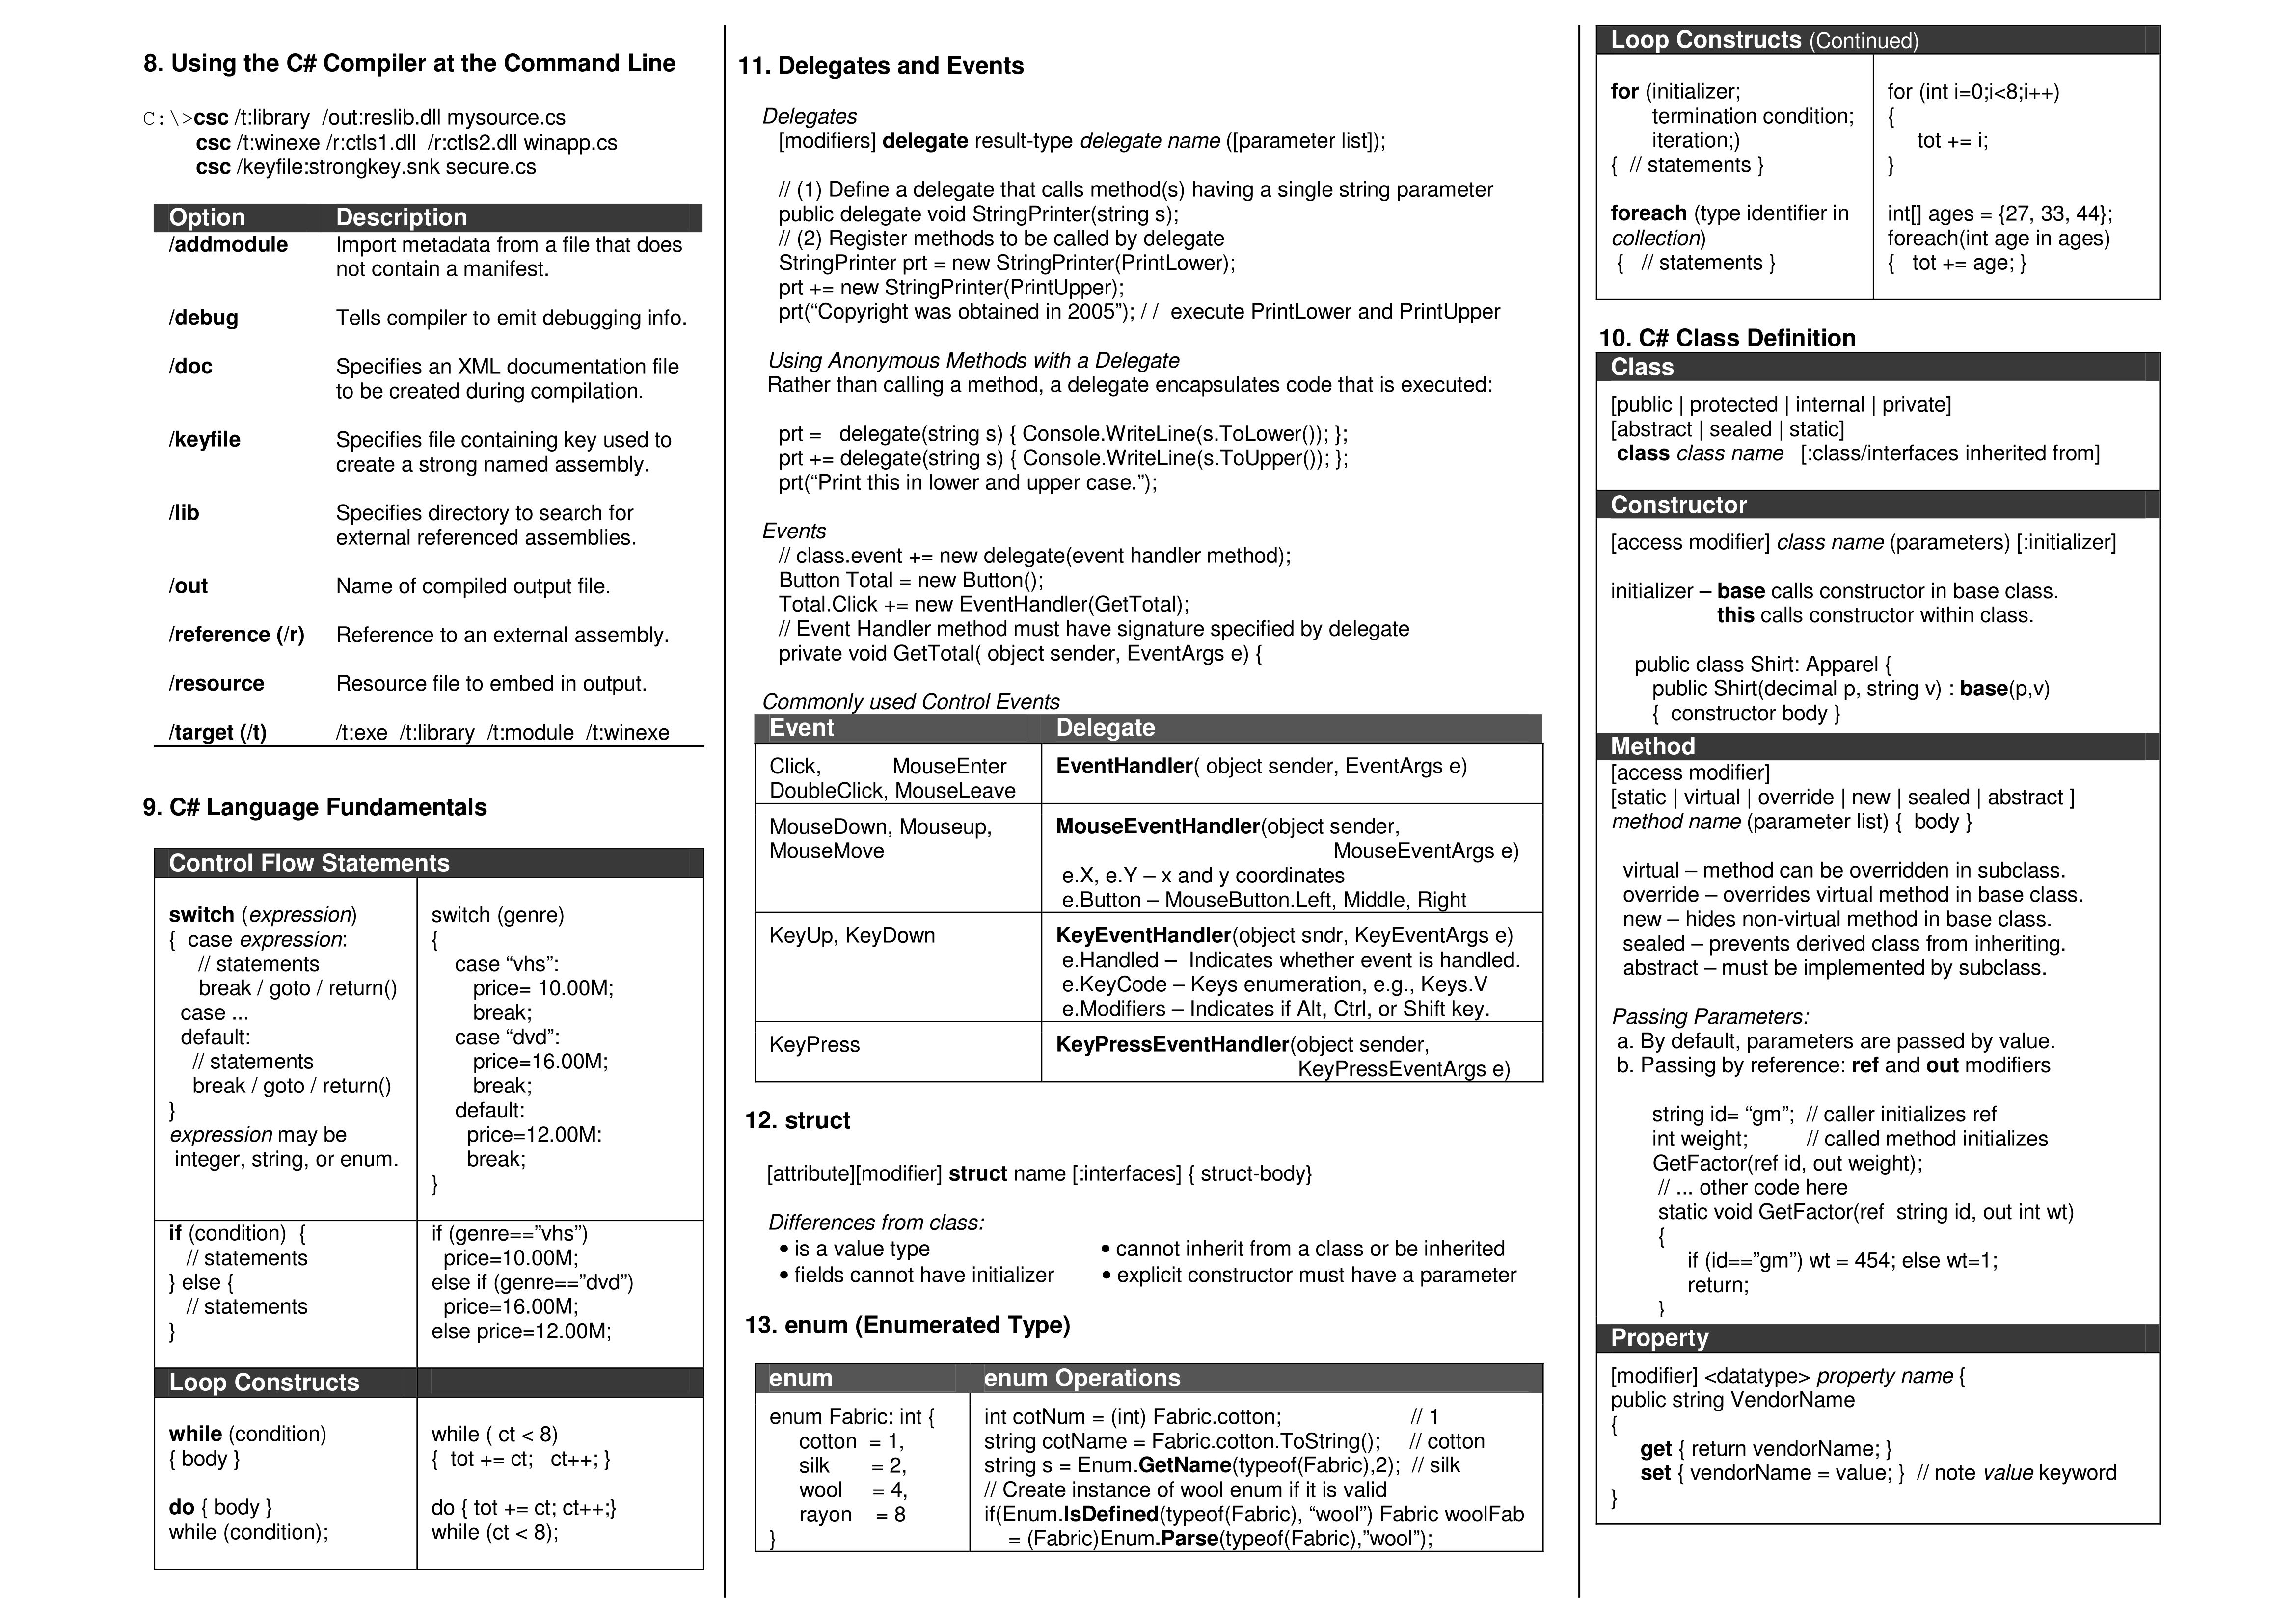 8. Using the C# Compiler at the Command Line
C:\>csc /t:library /out:reslib.dll mysource.cs
csc /t:winexe /r:ctls1.dll /r:ctls2.dll winapp.cs
csc /keyfile:strongkey.snk secure.cs
Option Description
/addmodule Import metadata from a file that does
not contain a manifest.
/debug Tells compiler to emit debugging info.
/doc Specifies an XML documentation file
to be created during compilation.
/keyfile Specifies file containing key used to
create a strong named assembly.
/lib Specifies directory to search for
external referenced assemblies.
/out Name of compiled output file.
/reference (/r) Reference to an external assembly.
/resource Resource file to embed in output.
/target (/t) /t:exe /t:library /t:module /t:winexe
9. C# Language Fundamentals
Control Flow Statements
switch (expression)
{ case expression:
// statements
break / goto / return()
case ...
default:
// statements
break / goto / return()
}
expression may be
integer, string, or enum.
switch (genre)
{
case “vhs”:
price= 10.00M;
break;
case “dvd”:
price=16.00M;
break;
default:
price=12.00M:
break;
}
if (condition) {
// statements
} else {
// statements
}
if (genre==”vhs”)
price=10.00M;
else if (genre==”dvd”)
price=16.00M;
else price=12.00M;
Loop Constructs
while (condition)
{ body }
while ( ct < 8)
{ tot += ct; ct++; }
do { body }
while (condition);
do { tot += ct; ct++;}
while (ct < 8);
11. Delegates and Events
Delegates
[modifiers] delegate result-type delegate name ([parameter list]);
// (1) Define a delegate that calls method(s) having a single string parameter
public delegate void StringPrinter(string s);
// (2) Register methods to be called by delegate
StringPrinter prt = new StringPrinter(PrintLower);
prt += new StringPrinter(PrintUpper);
prt(“Copyright was obtained in 2005”); / / execute PrintLower and PrintUpper
Using Anonymous Methods with a Delegate
Rather than calling a method, a delegate encapsulates code that is executed:
prt = delegate(string s) { Console.WriteLine(s.ToLower()); };
prt += delegate(string s) { Console.WriteLine(s.ToUpper()); };
prt(“Print this in lower and upper case.”);
Events
// class.event += new delegate(event handler method);
Button Total = new Button();
Total.Click += new EventHandler(GetTotal);
// Event Handler method must have signature specified by delegate
private void GetTotal( object sender, EventArgs e) {
Commonly used Control Events
Event Delegate
Click, MouseEnter
DoubleClick, MouseLeave
EventHandler( object sender, EventArgs e)
MouseDown, Mouseup,
MouseMove
MouseEventHandler(object sender,
MouseEventArgs e)
e.X, e.Y – x and y coordinates
e.Button – MouseButton.Left, Middle, Right
KeyUp, KeyDown
KeyEventHandler(object sndr, KeyEventArgs e)
e.Handled – Indicates whether event is handled.
e.KeyCode – Keys enumeration, e.g., Keys.V
e.Modifiers – Indicates if Alt, Ctrl, or Shift key.
KeyPress
KeyPressEventHandler(object sender,
KeyPressEventArgs e)
12. struct
[attribute][modifier] struct name [:interfaces] { struct-body}
Differences from class:
• is a value type • cannot inherit from a class or be inherited
• fields cannot have initializer • explicit constructor must have a parameter
13. enum (Enumerated Type)
enum enum Operations
enum Fabric: int {
cotton = 1,
silk = 2,
wool = 4,
rayon = 8
}
int cotNum = (int) Fabric.cotton; // 1
string cotName = Fabric.cotton.ToString(); // cotton
string s = Enum.GetName(typeof(Fabric),2); // silk
// Create instance of wool enum if it is valid
if(Enum.IsDefined(typeof(Fabric), “wool”) Fabric woolFab
= (Fabric)Enum.Parse(typeof(Fabric),”wool”);
Loop Constructs (Continued)
for (initializer;
termination condition;
iteration;)
{ // statements }
for (int i=0;i<8;i++)
{
tot += i;
}
foreach (type identifier in
collection)
{ // statements }
int[] ages = {27, 33, 44};
foreach(int age in ages)
{ tot += age; }
10. C# Class Definition
Class
[public | protected | internal | private]
[abstract | sealed | static]
class class name [:class/interfaces inherited from]
Constructor
[access modifier] class name (parameters) [:initializer]
initializer – base calls constructor in base class.
this calls constructor within class.
public class Shirt: Apparel {
public Shirt(decimal p, string v) : base(p,v)
{ constructor body }
Method
[access modifier]
[static | virtual | override | new | sealed | abstract ]
method name (parameter list) { body }
virtual – method can be overridden in subclass.
override – overrides virtual method in base class.
new – hides non-virtual method in base class.
sealed – prevents derived class from inheriting.
abstract – must be implemented by subclass.
Passing Parameters:
a. By default, parameters are passed by value.
b. Passing by reference: ref and out modifiers
string id= “gm”; // caller initializes ref
int weight; // called method initializes
GetFactor(ref id, out weight);
// ... other code here
static void GetFactor(ref string id, out int wt)
{
if (id==”gm”) wt = 454; else wt=1;
return;
}
Property
[modifier] <datatype> property name {
public string VendorName
{
get { return vendorName; }
set { vendorName = value; } // note value keyword
}